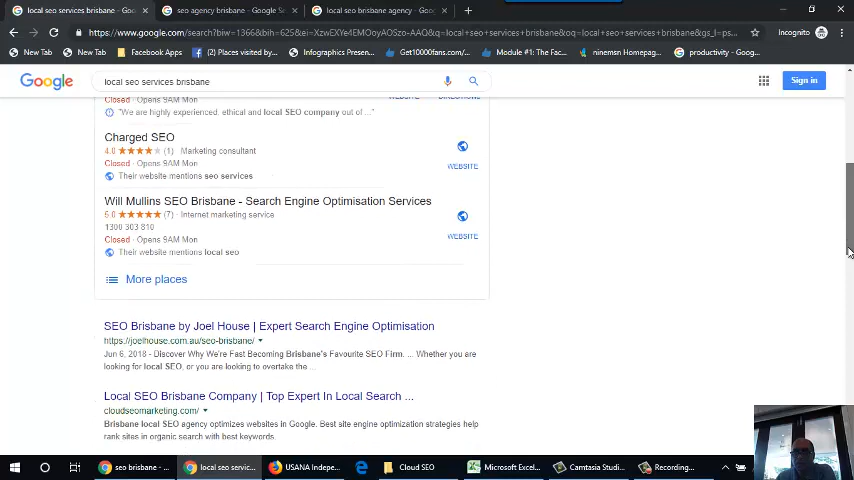 local seo services brisbane - Goo
seo agency brisbane - Google Se
local seo brisbane agency - Goog
https://www.google.com/search?biw=1366&bih=625&ei=XzwEXYe4EMOoyAOSzo-AAQ&q=local+seo+services+brisbane&oq=local+seo+services+brisbane&gs_l=ps...
Incognito
New Tab
New Tab
Facebook Apps
(2) Places visited by...
Infographics Presen...
Get10000fans.com/...
Module #1: The Fac...
ninemsn Homepag...
productivity - Goog...
Google
local seo services brisbane
Sign in
Closed · Opens 9AM Mon
WEBSITE
DIRECTIONS
"We are highly experienced, ethical and local SEO company out of ..."
Charged SEO
4.0 (1) · Marketing consultant
Closed · Opens 9AM Mon
Their website mentions seo services
WEBSITE
Will Mullins SEO Brisbane - Search Engine Optimisation Services
5.0 (7) · Internet marketing service
1300 303 810
Closed · Opens 9AM Mon
Their website mentions local seo
WEBSITE
More places
SEO Brisbane by Joel House | Expert Search Engine Optimisation
https://joelhouse.com.au/seo-brisbane/
Jun 6, 2018 - Discover Why We're Fast Becoming Brisbane's Favourite SEO Firm. ... Whether you are
looking for local SEO, or you are looking to overtake the ...
Local SEO Brisbane Company | Top Expert In Local Search ...
cloudseomarketing.com/
Brisbane local SEO agency optimizes websites in Google. Best site engine optimization strategies help
rank sites in organic search with best keywords.
seo brisbane - ...
local seo servic...
USANA Indepe...
Cloud SEO
Microsoft Excel...
Camtasia Studi...
Recording...